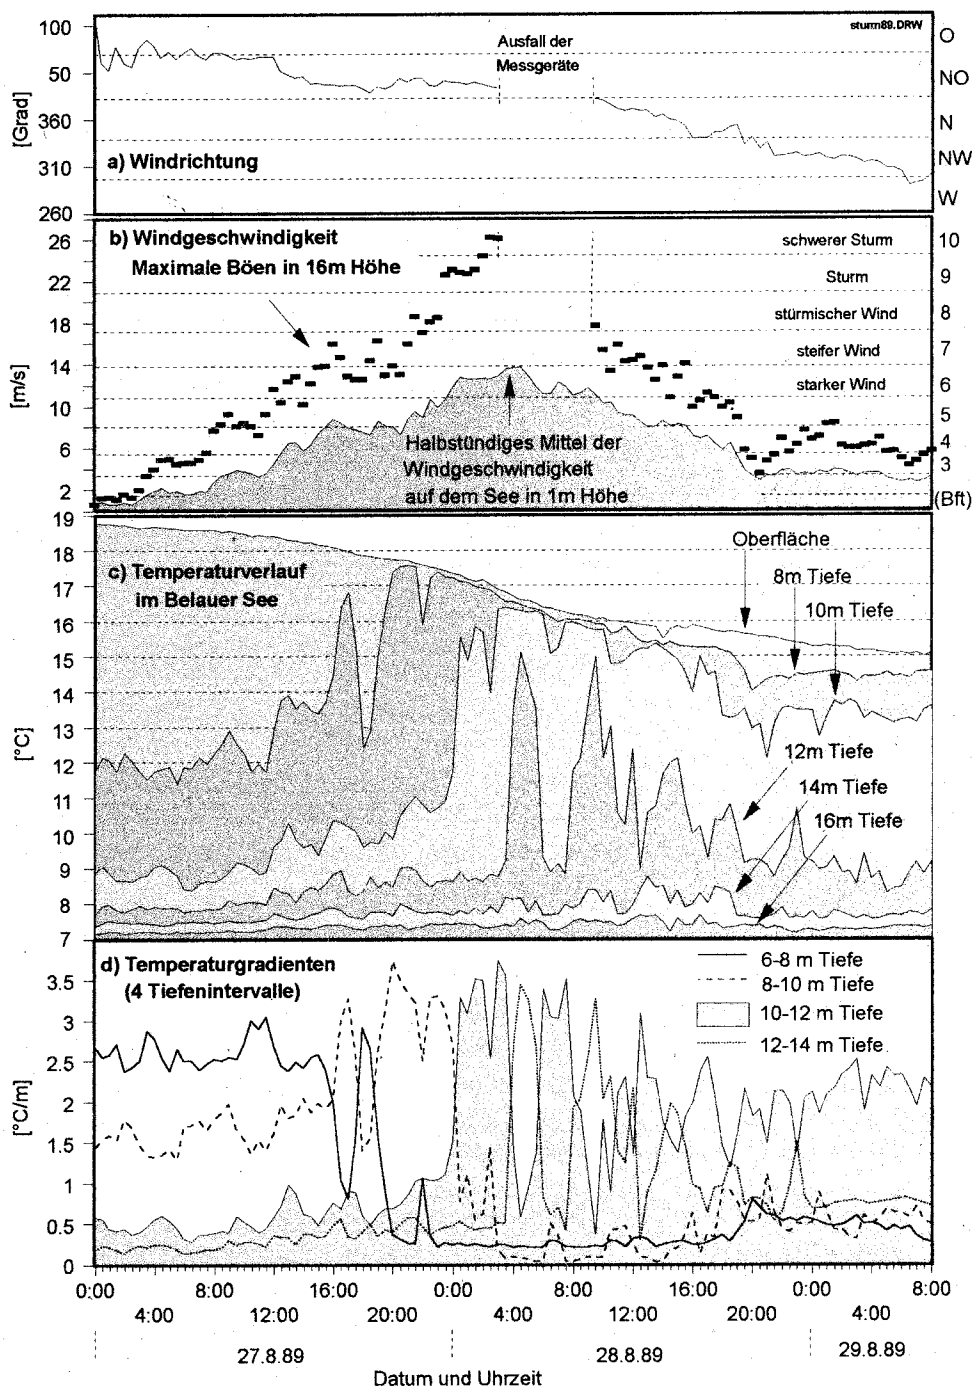 sturm89.DRW
100
50
360
310
260
[Grad]
Ausfall der
Messgeräte
a) Windrichtung
O
NO
N
NW
W
b) Windgeschwindigkeit
Maximale Böen in 16m Höhe
26
22
18
14
10
6
2
[m/s]
schwerer Sturm
Sturm
stürmischer Wind
steifer Wind
starker Wind
10
9
8
7
6
5
4
3
(Bft)
Halbstündiges Mittel der
Windgeschwindigkeit
auf dem See in 1m Höhe
19
18
17
16
15
14
13
12
11
10
9
8
7
[°C]
c) Temperaturverlauf
im Belauer See
Oberfläche
8m Tiefe
10m Tiefe
12m Tiefe
14m Tiefe
16m Tiefe
d) Temperaturgradienten
(4 Tiefenintervalle)
6-8 m Tiefe
8-10 m Tiefe
10-12 m Tiefe
12-14 m Tiefe
3.5
3
2.5
2
1.5
1
0.5
0
[°C/m]
0:00 8:00 16:00 0:00 8:00 16:00 0:00 8:00
4:00 12:00 20:00 4:00 12:00 20:00 4:00
27.8.89 28.8.89 29.8.89
Datum und Uhrzeit